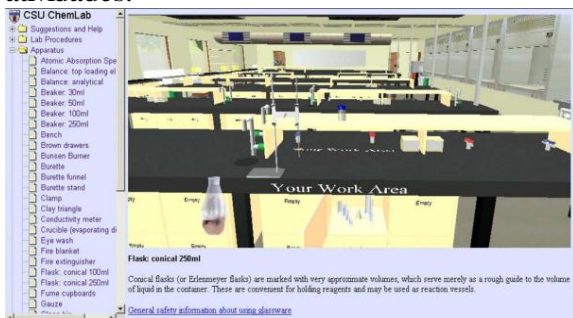 CSU ChemLab
Suggestions and Help
Lab Procedures
Apparatus
Atomic Absorption Spe
Balance: top loading el
Balance: analytical
Beaker: 30ml
Beaker: 50ml
Beaker: 100ml
Beaker: 250ml
Bench
Brown drawers
Bunsen Burner
Burette
Burette funnel
Burette stand
Clamp
Clay triangle
Conductivity meter
Crucible (evaporating di
Eye wash
Fire blanket
Fire extinguisher
Flask: conical 100ml
Flask: conical 250ml
Fume cupboards
Gauze
Your Work Area
Your Work Area
Empty
Empty
Empty
Flask: conical 250ml
Conical flasks (or Erlenmeyer flasks) are marked with very approximate volumes, which serve merely as a rough guide to the volume
of liquid in the container. These are convenient for holding reagents and may be used as reaction vessels.
General safety information about using glassware